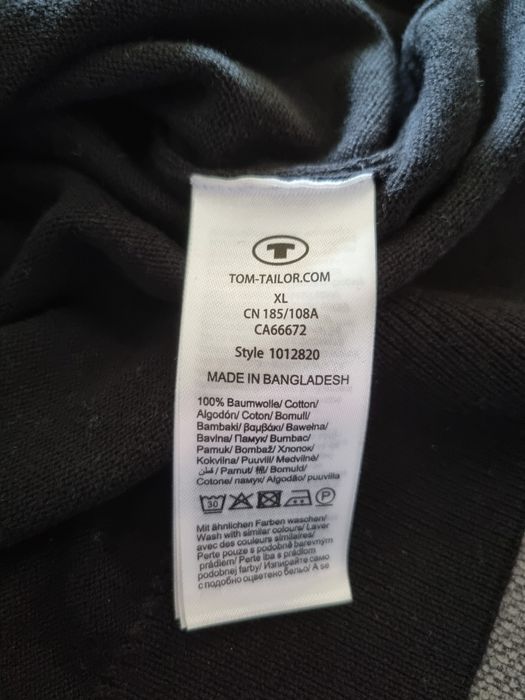 T
TOM-TAILOR.COM
XL
CN 185/108A
CA66672
Style 1012820
MADE IN BANGLADESH
100% Baumwolle/ Cotton/
Algodón/ Coton/ Bomull/
Bambaki/ βαμβάκι/ Bawełna/
Bavlna/ Памук/ Bumbac/
Pamuk/ Bombaž/ Хлопок/
Kokvilna/ Puuvill/ Medvilnė/
قطن/ Pamut/ 棉/ Bomuld/
Cotone/ памук/ Algodão/ puuvilla
30
P
Mit ähnlichen Farben waschen/
Wash with similar colours/ Laver
avec des couleurs similaires/
Perte pouze s podobně barevným
prádlem/ Perte iba s prádlom
podobnej farby/ Изпирайте само
с подобно оцветено бельо/ A se